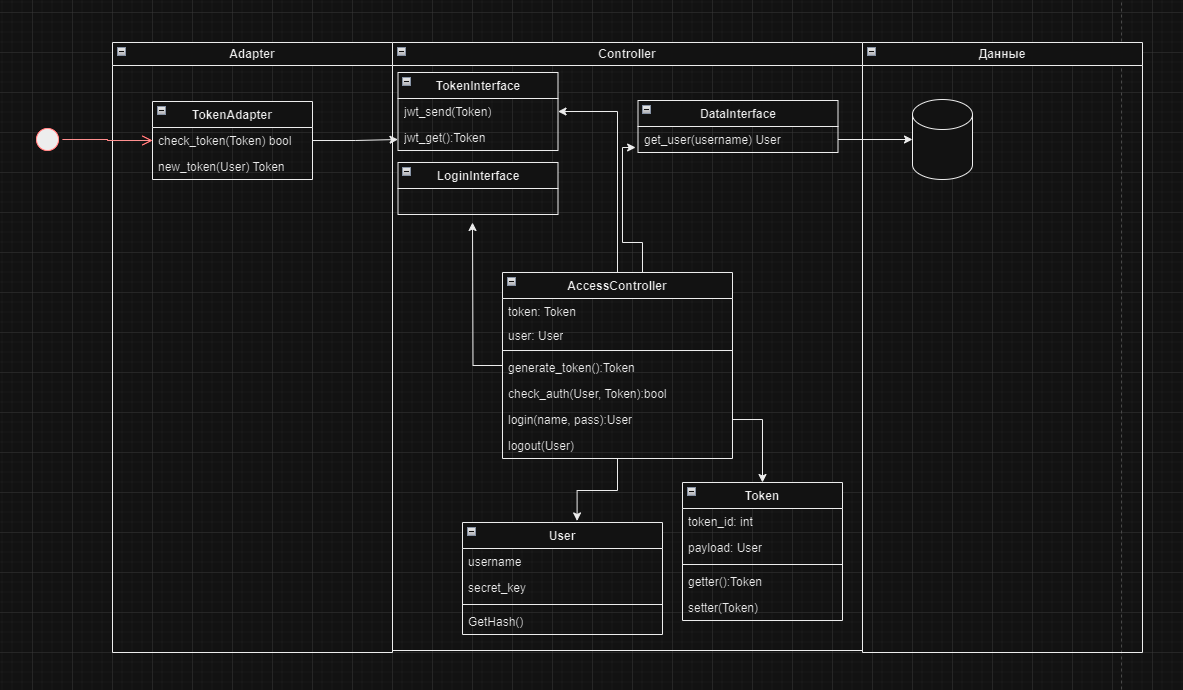 Adapter
Controller
Данные
TokenAdapter
check_token(Token) bool
new_token(User) Token
TokenInterface
jwt_send(Token)
jwt_get():Token
LoginInterface
DataInterface
get_user(username) User
AccessController
token: Token
user: User
generate_token():Token
check_auth(User, Token):bool
login(name, pass):User
logout(User)
User
username
secret_key
GetHash()
Token
token_id: int
payload: User
getter():Token
setter(Token)